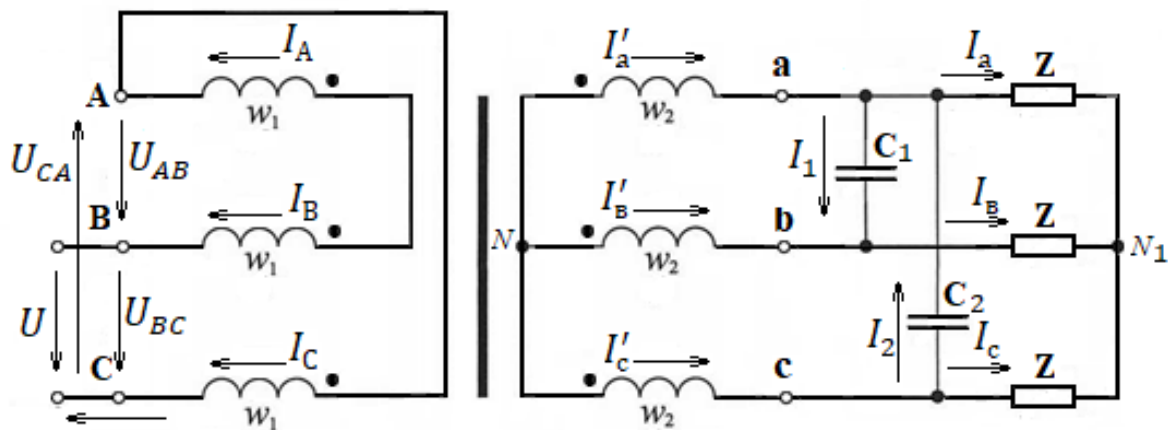 I_A
I'_a
a
I_a
Z
A
w_1
w_2
U_CA
U_AB
I_1
C_1
B
I_B
I'_в
b
I_в
Z
N
N_1
w_1
w_2
U
U_BC
C_2
I_2
C
I_C
I'_c
c
I_c
Z
w_1
w_2